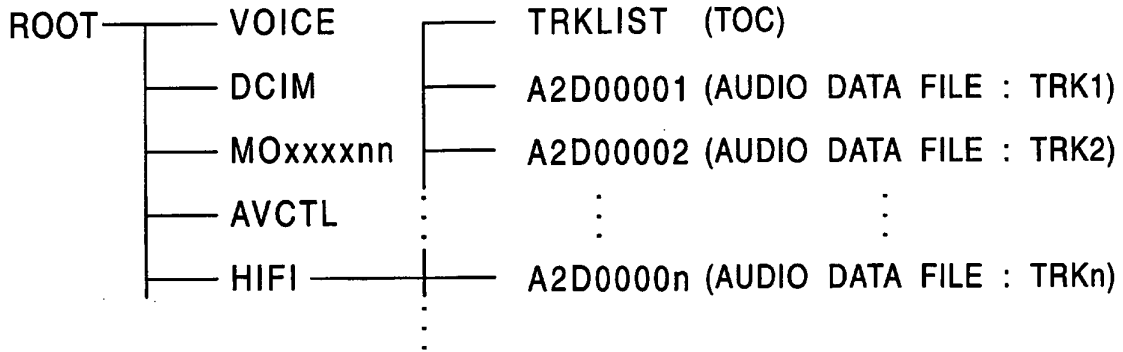 ROOT VOICE TRKLIST (TOC)
DCIM A2D00001 (AUDIO DATA FILE : TRK1)
MOxxxxnn A2D00002 (AUDIO DATA FILE : TRK2)
AVCTL
HIFI A2D0000n (AUDIO DATA FILE : TRKn)